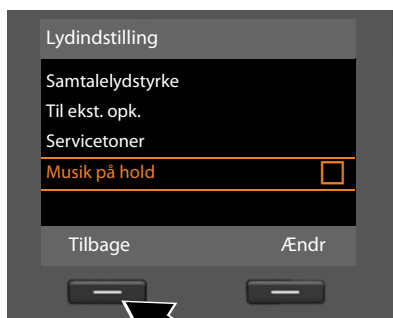 Lydindstilling
Samtalelydstyrke
Til ekst. opk.
Servicetoner
Musik på hold
Tilbage Ændr